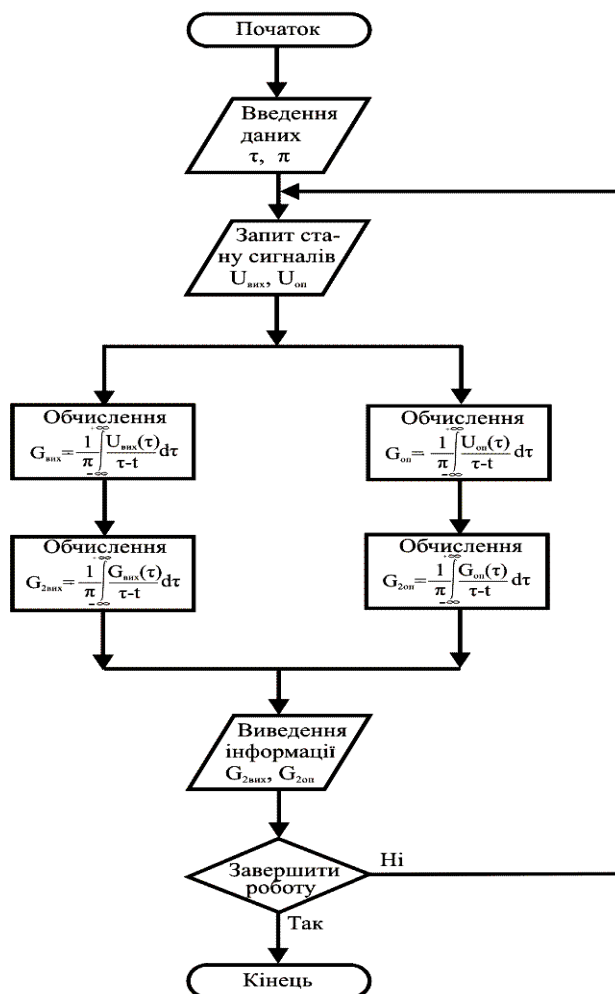 Початок
Введення
даних
τ, π
Запит ста-
ну сигналів
Uвих, Uоп
Обчислення
Gвих=1/π∫−∞+∞Uвих(τ)/τ-t dτ
Обчислення
Gоп=1/π∫−∞+∞Uоп(τ)/τ-t dτ
Обчислення
G2вих=1/π∫−∞+∞Gвих(τ)/τ-t dτ
Обчислення
G2оп=1/π∫−∞+∞Gоп(τ)/τ-t dτ
Виведення
інформації
G2вих, G2оп
Завершити
роботу
Ні
Так
Кінець